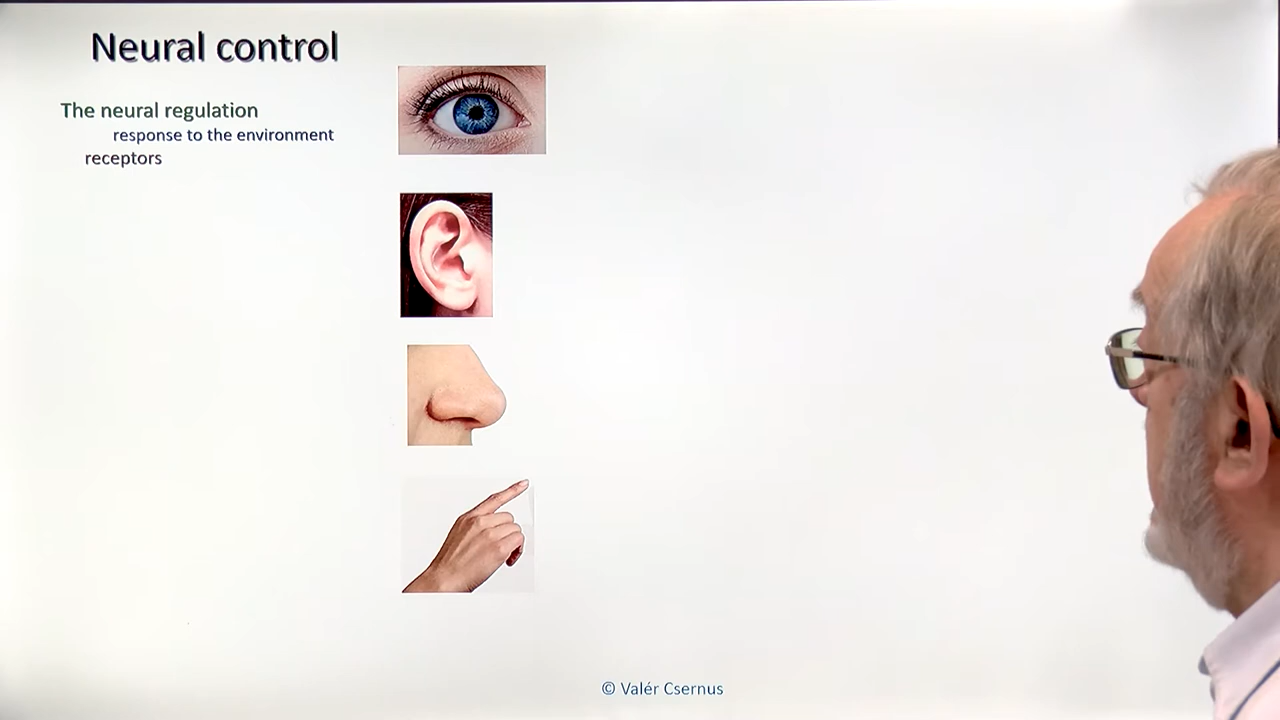 Neural control
The neural regulation
response to the environment
receptors
© Valér Csernus